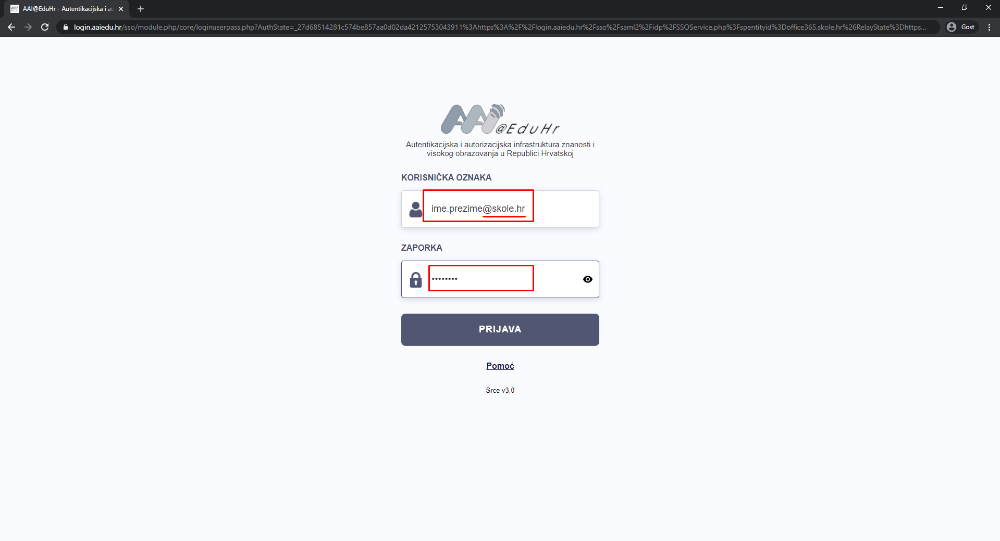 AAI@EduHr - Autentikacijska i au
login.aaiedu.hr/sso/module.php/core/loginuserpass.php?AuthState=_27d68514281c574be857aa0d02da42125753043911%3Ahttps%3A%2F%2Flogin.aaiedu.hr%2Fsso%2Fsaml2%2Fidp%2FSSOService.php%3Fspentityid%3Doffice365.skole.hr%26RelayState%3Dhttps...
Gost
AAI@EduHr
Autentikacijska i autorizacijska infrastruktura znanosti i
visokog obrazovanja u Republici Hrvatskoj
KORISNIČKA OZNAKA
ime.prezime@skole.hr
ZAPORKA
••••••••
PRIJAVA
Pomoć
Srce v3.0